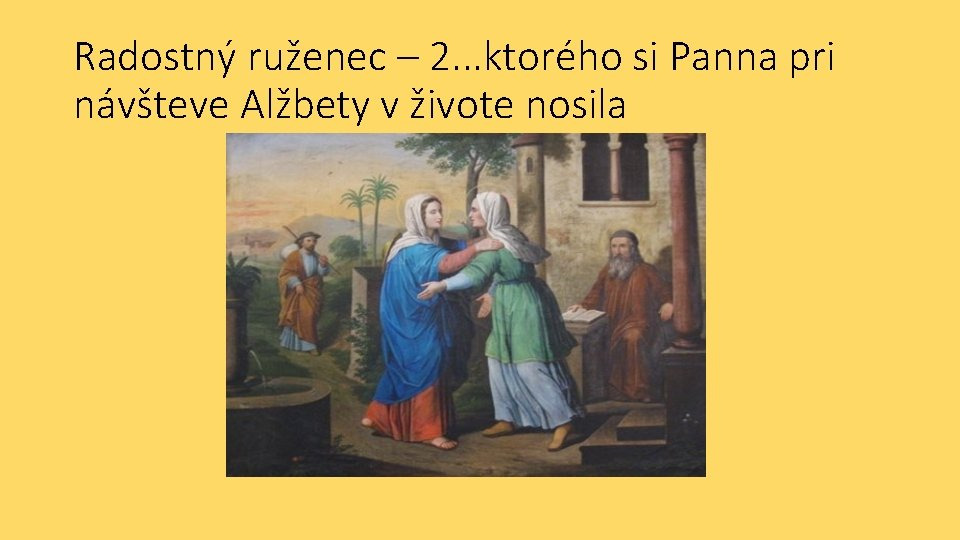 Radostný ruženec – 2...ktorého si Panna pri
návšteve Alžbety v živote nosila